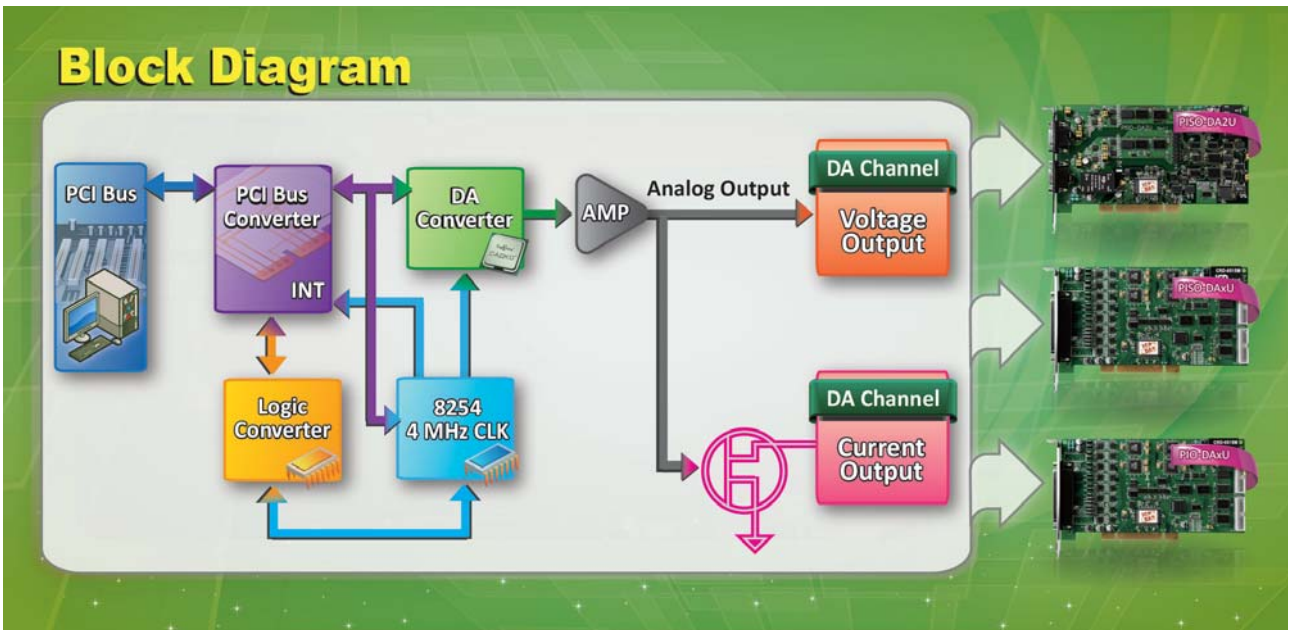 Block Diagram
PCI Bus
PCI Bus
Converter
INT
DA
Converter
AMP
Analog Output
DA Channel
Voltage
Output
Logic
Converter
8254
4 MHz CLK
DA Channel
Current
Output
PISO-DA2U
PISO-DAxU
PIO-DAxU